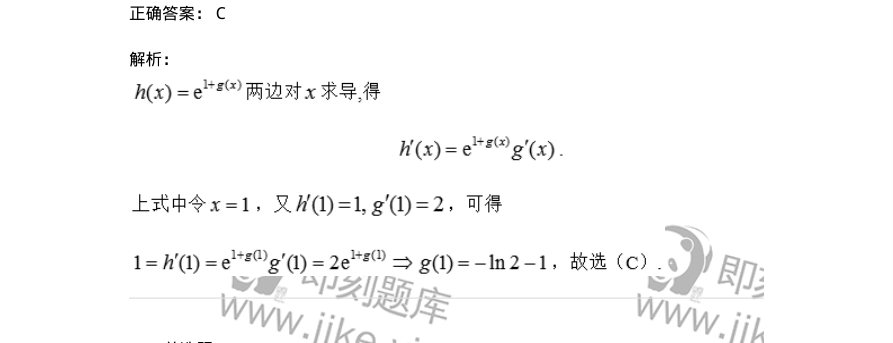 正确答案： C
解析：
h(x) = e^{1+g(x)} 两边对 x 求导,得
h′(x) = e^{1+g(x)} g′(x) .
上式中令 x = 1，又 h′(1) = 1, g′(1) = 2，可得
1 = h′(1) = e^{1+g(1)} g′(1) = 2e^{1+g(1)} ⇒ g(1) = −ln 2 −1，故选（C）.
即刻题库
即
www.jike
www.jik